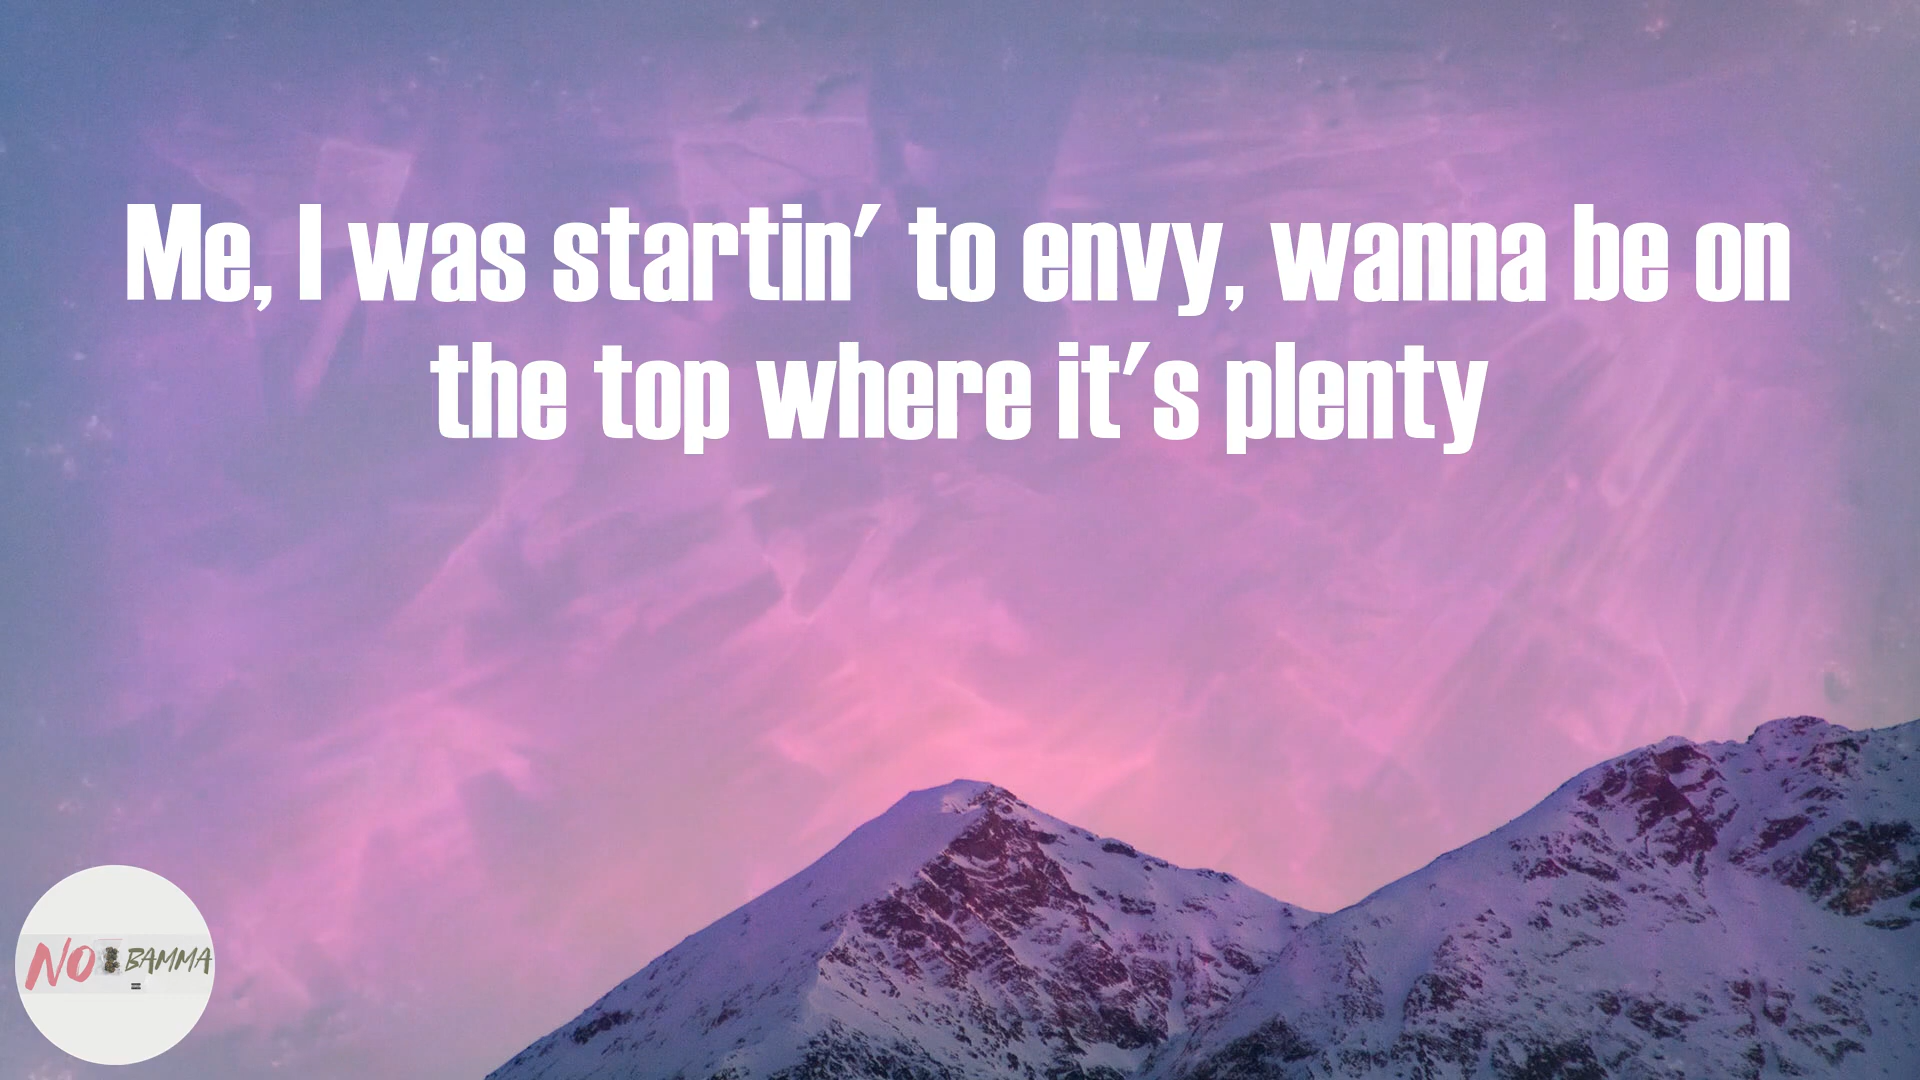 Me, I was startin' to envy, wanna be on
the top where it's plenty
NO BAMMA